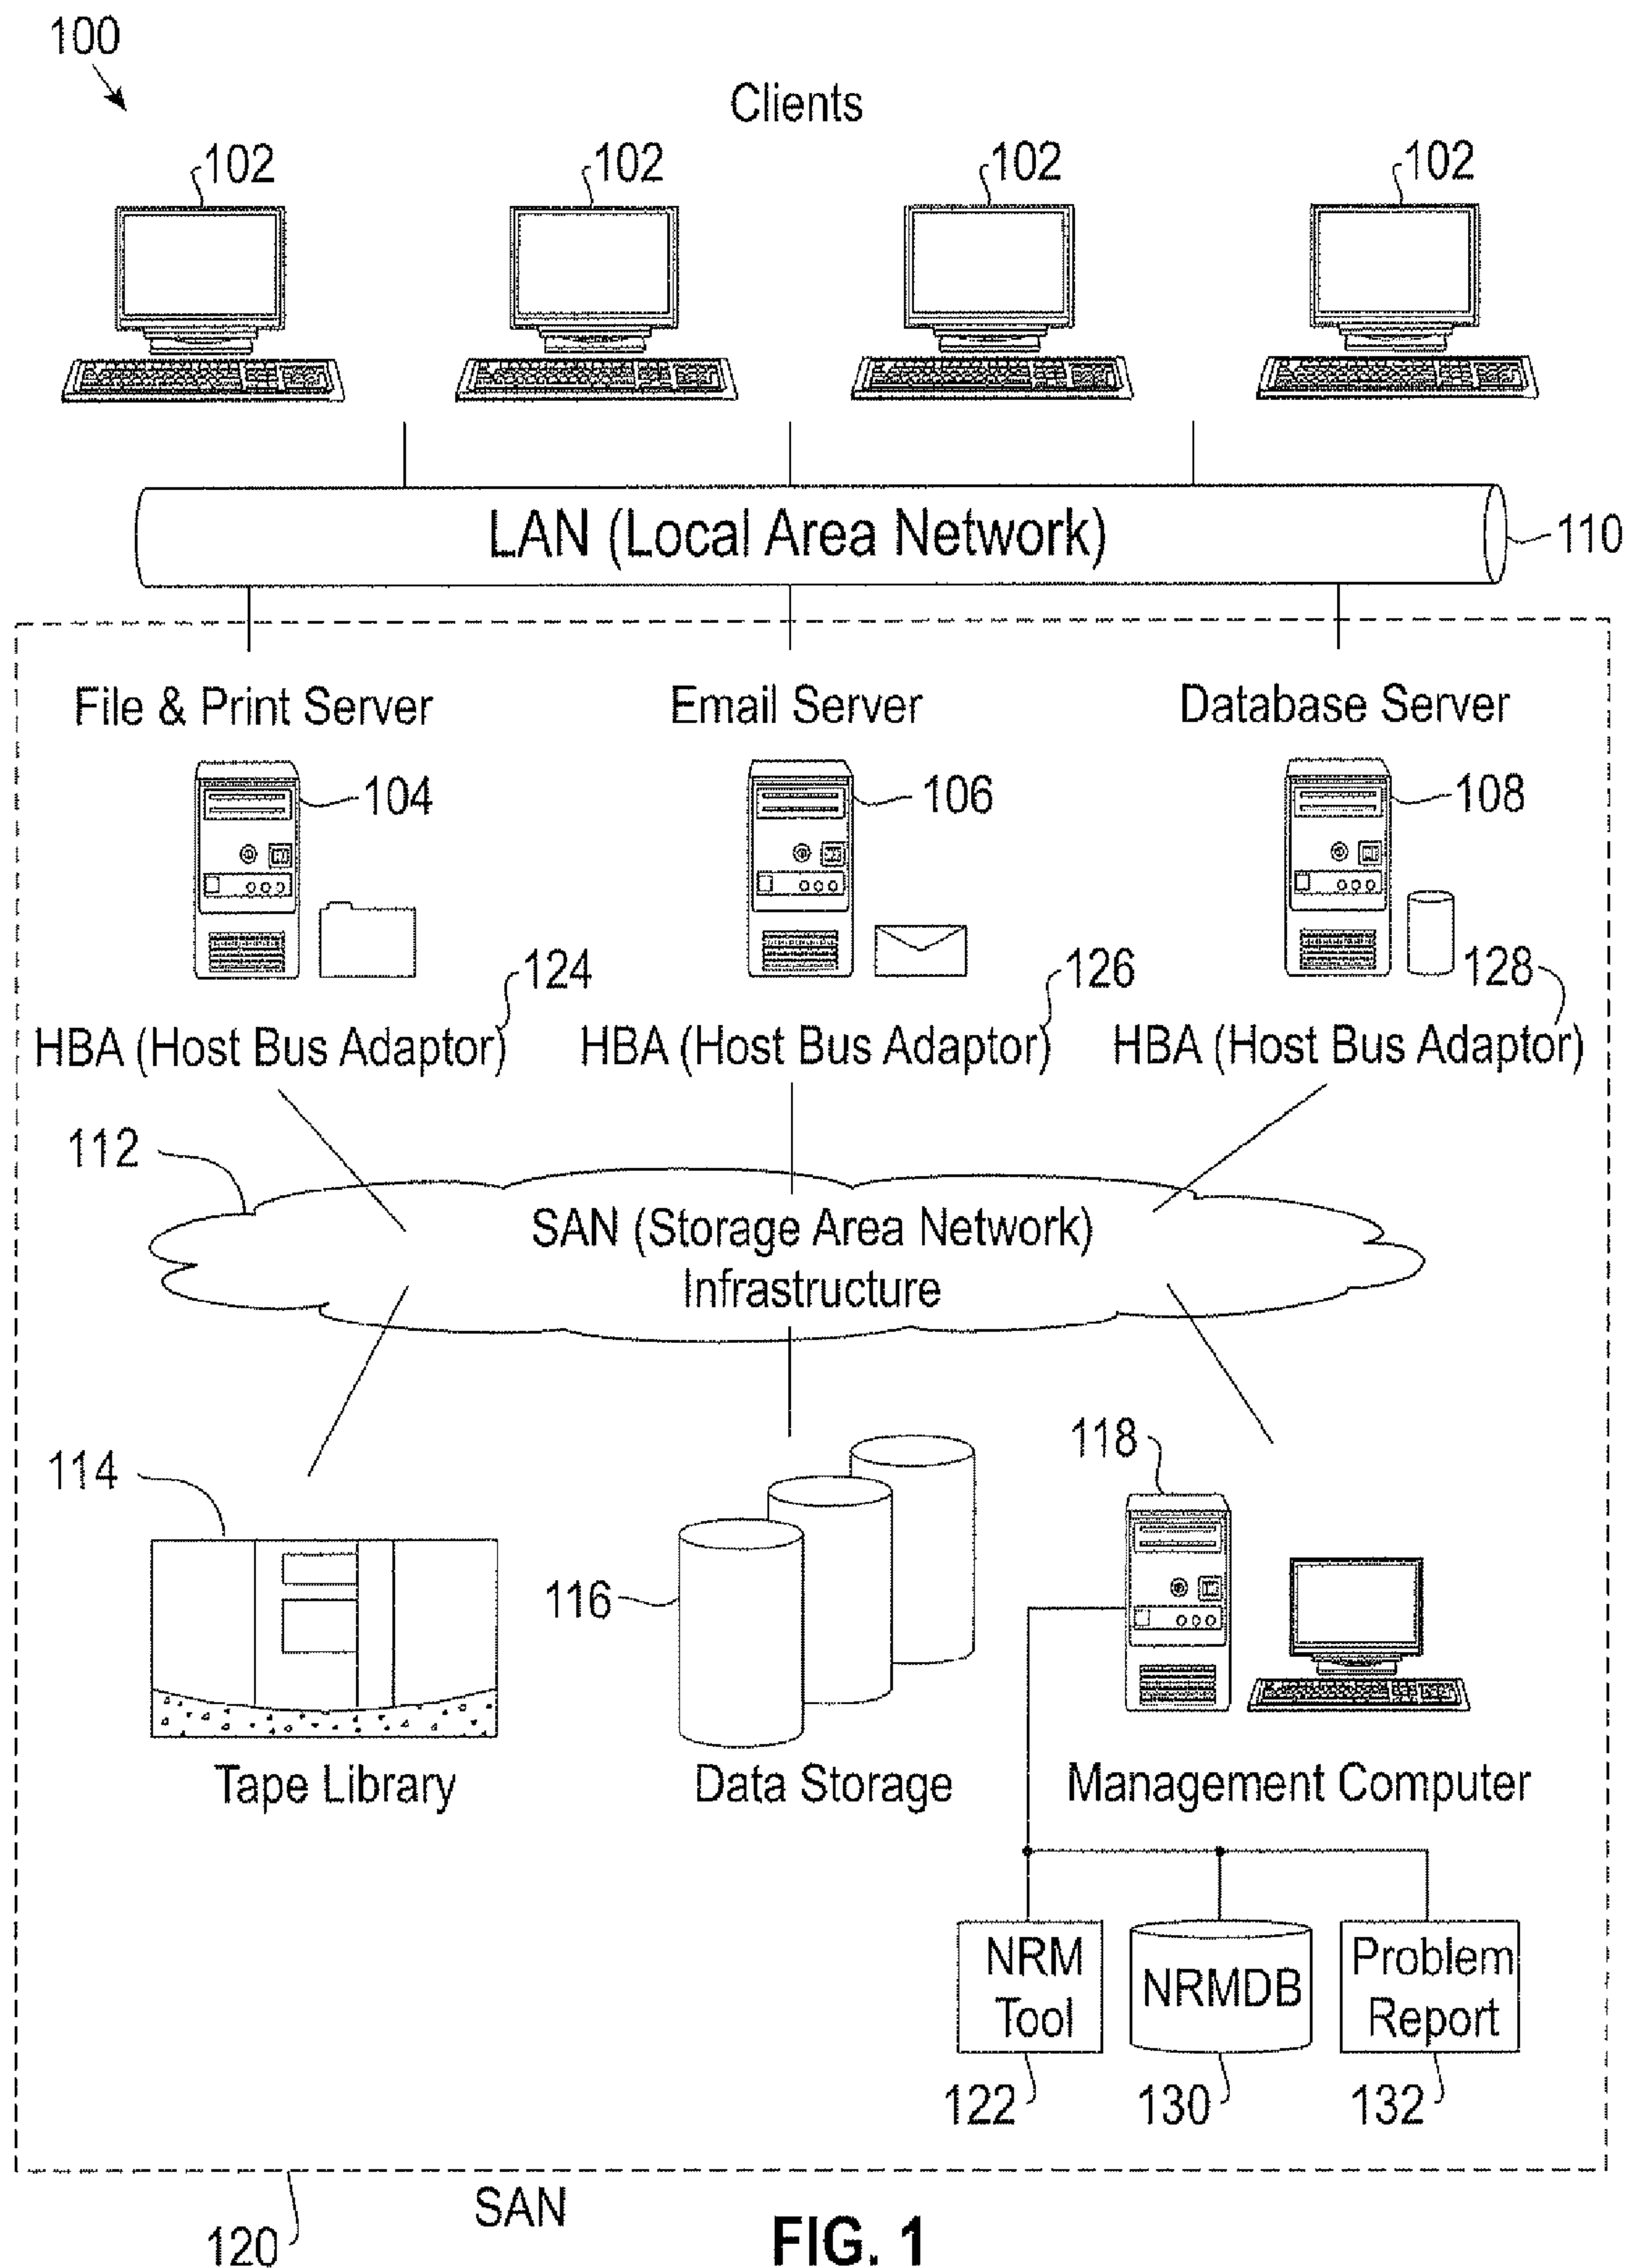 100
Clients
102
102
102
102
LAN (Local Area Network)
110
File & Print Server
Email Server
Database Server
104
106
108
124
126
128
HBA (Host Bus Adaptor)
HBA (Host Bus Adaptor)
HBA (Host Bus Adaptor)
112
SAN (Storage Area Network)
Infrastructure
114
116
118
Tape Library
Data Storage
Management Computer
NRM
Tool
NRMDB
Problem
Report
122
130
132
120
SAN
FIG. 1